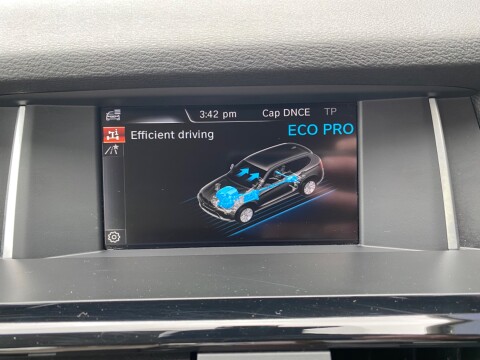 3:42 pm Cap DNCE TP
Efficient driving
ECO PRO